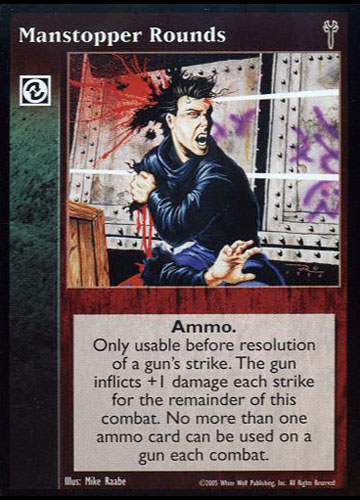 Manstopper Rounds
Ammo.
Only usable before resolution
of a gun's strike. The gun
inflicts +1 damage each strike
for the remainder of this
combat. No more than one
ammo card can be used on a
gun each combat.
Illus: Mike Raabe
©2005 White Wolf Publishing, Inc. All Rights Reserved